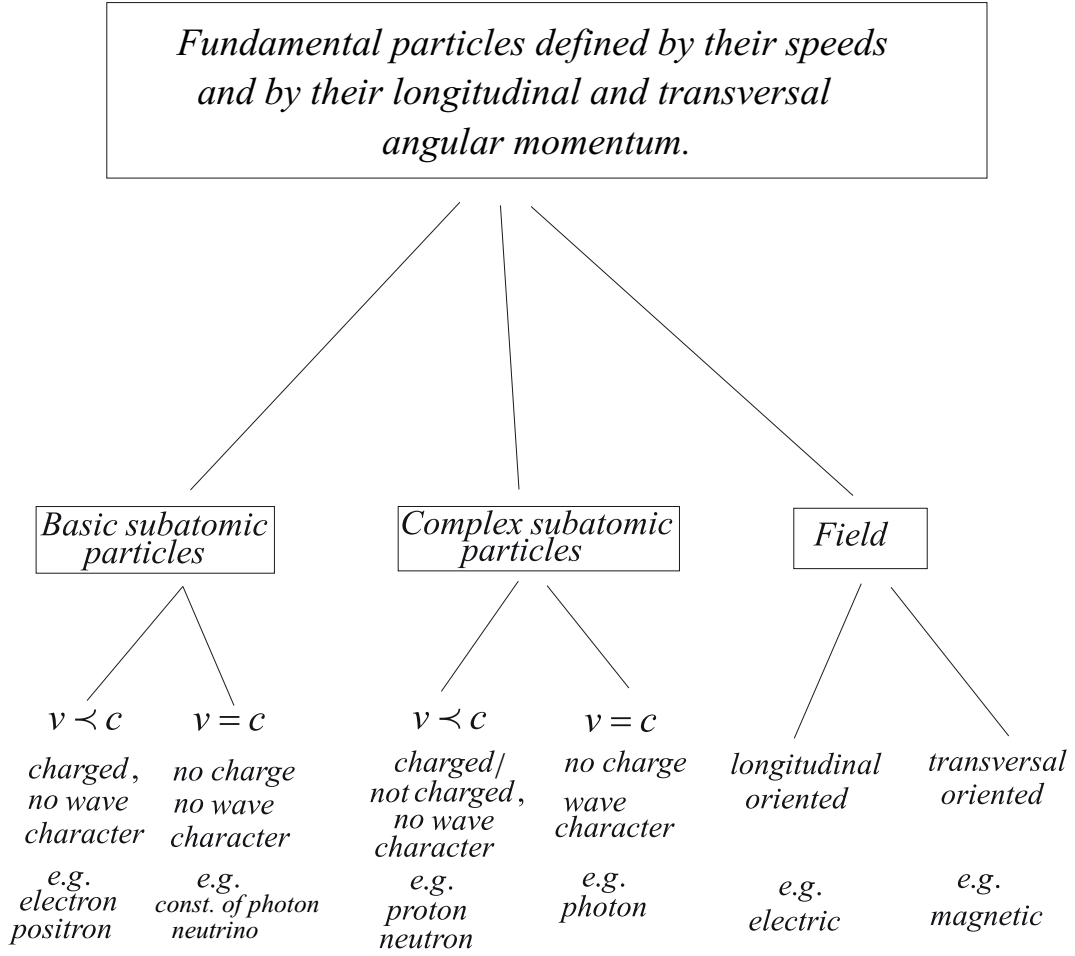 Fundamental particles defined by their speeds
and by their longitudinal and transversal
angular momentum.
Basic subatomic
particles
Complex subatomic
particles
Field
v ≺ c
charged,
no wave
character
e.g.
electron
positron
v = c
no charge
no wave
character
e.g.
const. of photon
neutrino
v ≺ c
charged/
not charged,
no wave
character
e.g.
proton
neutron
v = c
no charge
wave
character
e.g.
photon
longitudinal
oriented
e.g.
electric
transversal
oriented
e.g.
magnetic